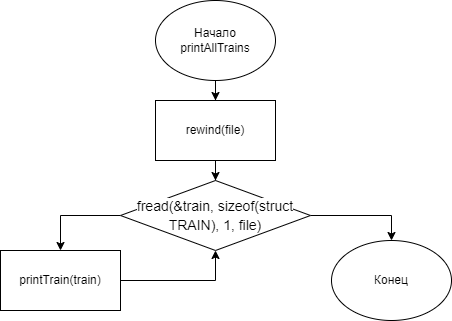 Начало
printAllTrains
rewind(file)
fread(&train, sizeof(struct
TRAIN), 1, file)
printTrain(train)
Конец